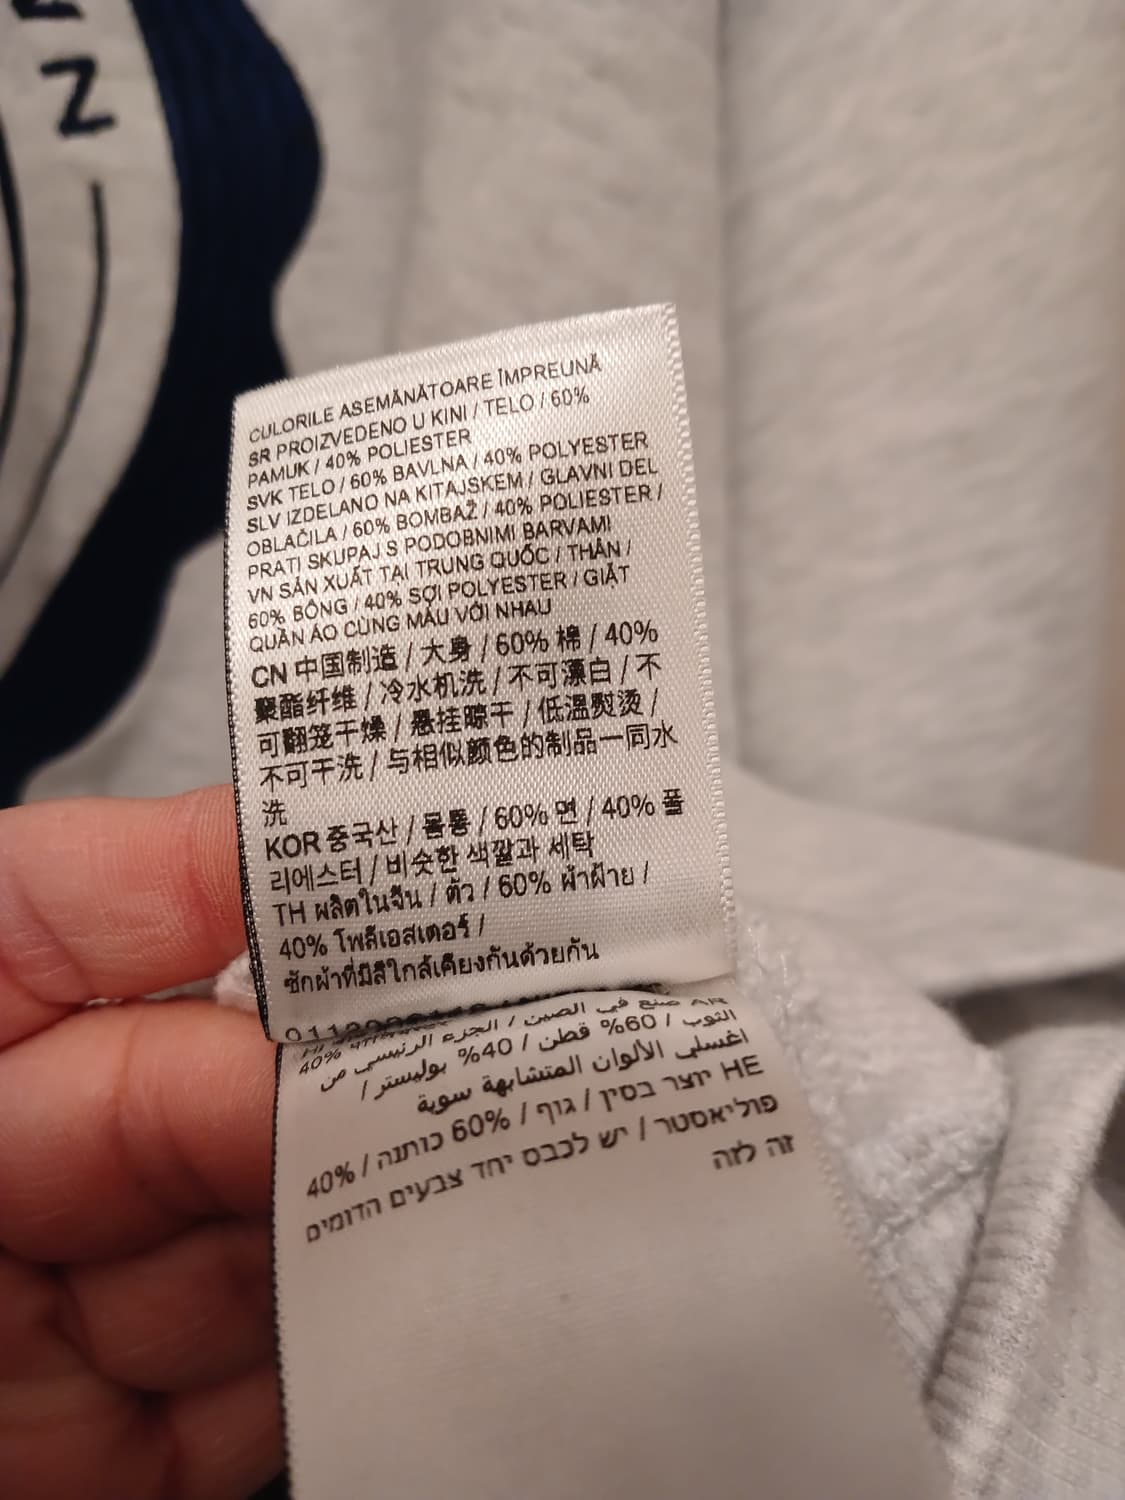 Z
CULORILE ASEMĂNĂTOARE ÎMPREUNĂ
SR PROIZVEDENO U KINI / TELO / 60%
PAMUK / 40% POLIESTER
SVK TELO / 60% BAVLNA / 40% POLYESTER
SLV IZDELANO NA KITAJSKEM / GLAVNI DEL
OBLAČILA / 60% BOMBAŽ / 40% POLIESTER /
PRATI SKUPAJ S PODOBNIMI BARVAMI
VN SẢN XUẤT TẠI TRUNG QUỐC / THÂN /
60% BÔNG / 40% SỢI POLYESTER / GIẶT
QUẦN ÁO CÙNG MÀU VỚI NHAU
CN 中国制造 / 大身 / 60% 棉 / 40%
聚酯纤维 / 冷水机洗 / 不可漂白 / 不
可翻笼干燥 / 悬挂晾干 / 低温熨烫 /
不可干洗 / 与相似颜色的制品一同水
洗
KOR 중국산 / 몸통 / 60% 면 / 40% 폴
리에스터 / 비슷한 색깔과 세탁
TH ผลิตในจีน / ตัว / 60% ผ้าฝ้าย /
40% โพลีเอสเตอร์ /
ซักผ้าที่มีสีใกล้เคียงกันด้วยกัน
AR صنع في الصين / الجزء الرئيسي من
الثوب / 60% قطن / 40% بوليستر /
اغسلي الألوان المتشابهة سوية
HE יוצר בסין / גוף / 60% כותנה / 40%
פוליאסטר / יש לכבס יחד צבעים הדומים
זה לזה